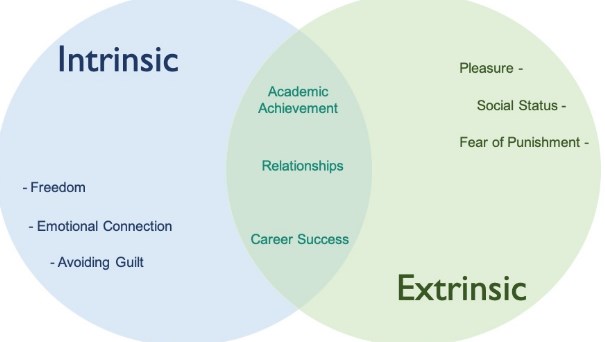 Intrinsic
- Freedom
- Emotional Connection
- Avoiding Guilt
Academic
Achievement
Relationships
Career Success
Pleasure -
Social Status -
Fear of Punishment -
Extrinsic